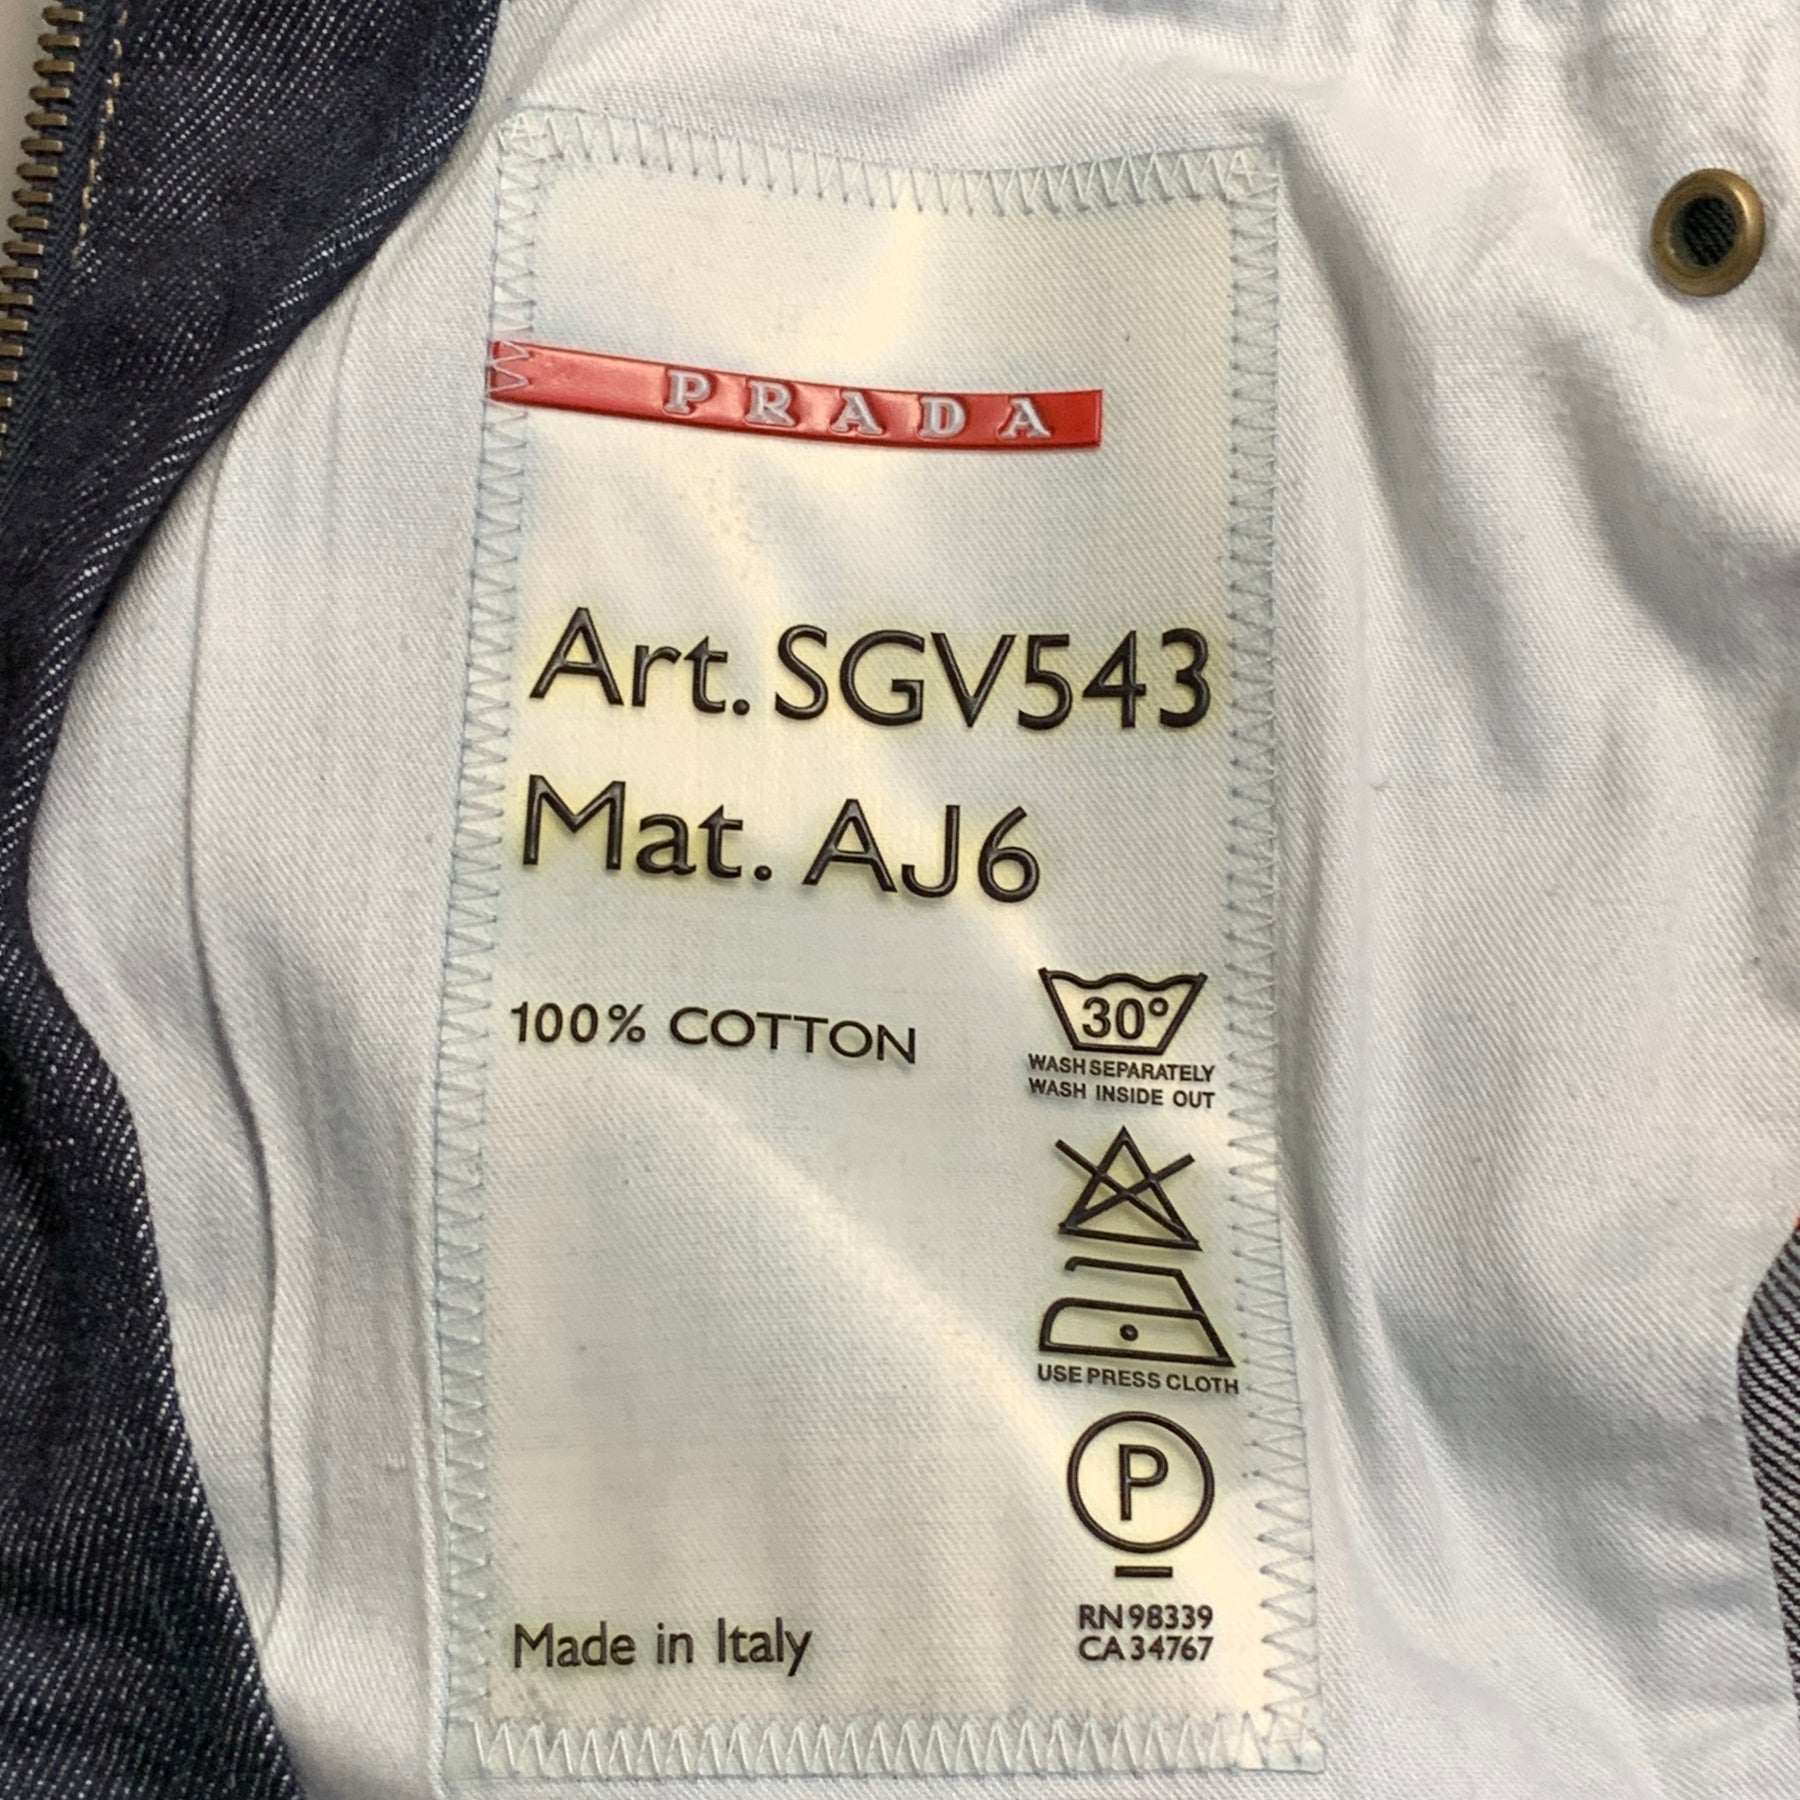 PRADA
Art. SGV543
Mat. AJ6
100% COTTON
30°
WASH SEPARATELY
WASH INSIDE OUT
USE PRESS CLOTH
P
Made in Italy
RN 98339
CA 34767